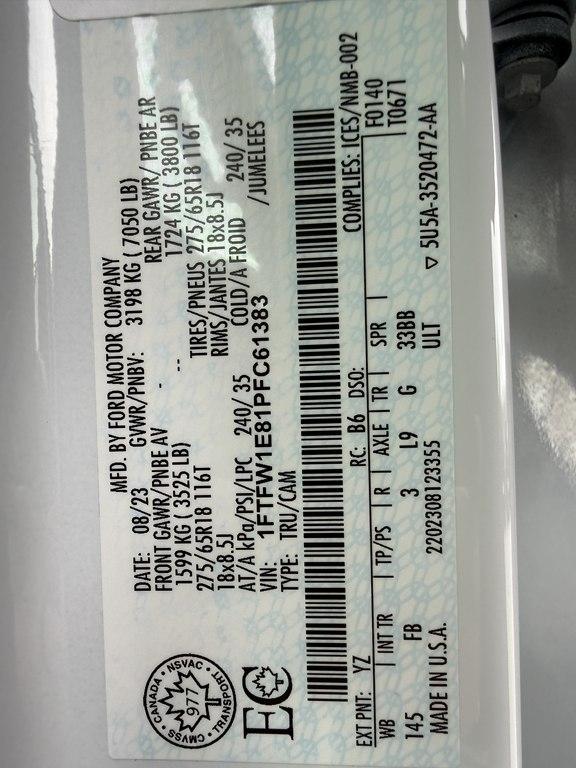 MFD. BY FORD MOTOR COMPANY
DATE: 08/23 GVWR/PNBV: 3198 KG ( 7050 LB)
FRONT GAWR/PNBE AV - REAR GAWR/ PNBE AR
1599 KG ( 3525 LB) -- 1724 KG ( 3800 LB)
275/65R18 116T TIRES/PNEUS 275/65R18 116T
18x8.5J RIMS/JANTES 18x8.5J
AT/A kPa/PSI/LPC 240/ 35 COLD/A FROID 240/ 35
VIN: 1FTFW1E81PFC61383 /JUMELEES
TYPE: TRU/CAM
CANADA • NSVAC • TRANSPORT • CMVSS •
977
EC
COMPLIES: ICES/NMB-002
EXT PNT: YZ RC: B6 DSO: F0140
WB INT TR TP/PS R AXLE TR SPR T0671
145 FB 3 L9 G 33BB
MADE IN U.S.A. 2202308123355 ULT ▽ 5U5A-3520472-AA